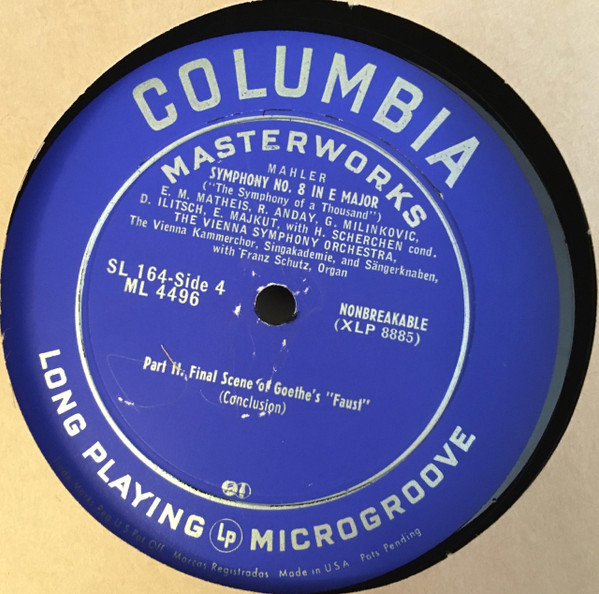 COLUMBIA
MASTERWORKS
MAHLER
SYMPHONY NO. 8 IN E MAJOR
("The Symphony of a Thousand")
E. M. MATHEIS, R. ANDAY, G. MILINKOVIC,
D. ILITSCH, E. MAJKUT, with H. SCHERCHEN cond.
THE VIENNA SYMPHONY ORCHESTRA,
The Vienna Kammerchor, Singakademie, and Sängerknaben,
with Franz Schutz, Organ
SL 164-Side 4
ML 4496
NONBREAKABLE
(XLP 8885)
Part II: Final Scene of Goethe's "Faust"
(Conclusion)
LONG PLAYING Lp MICROGROOVE
Reg. U.S. Pat. Off. Marcas Registradas Made in U S A Pats Pending